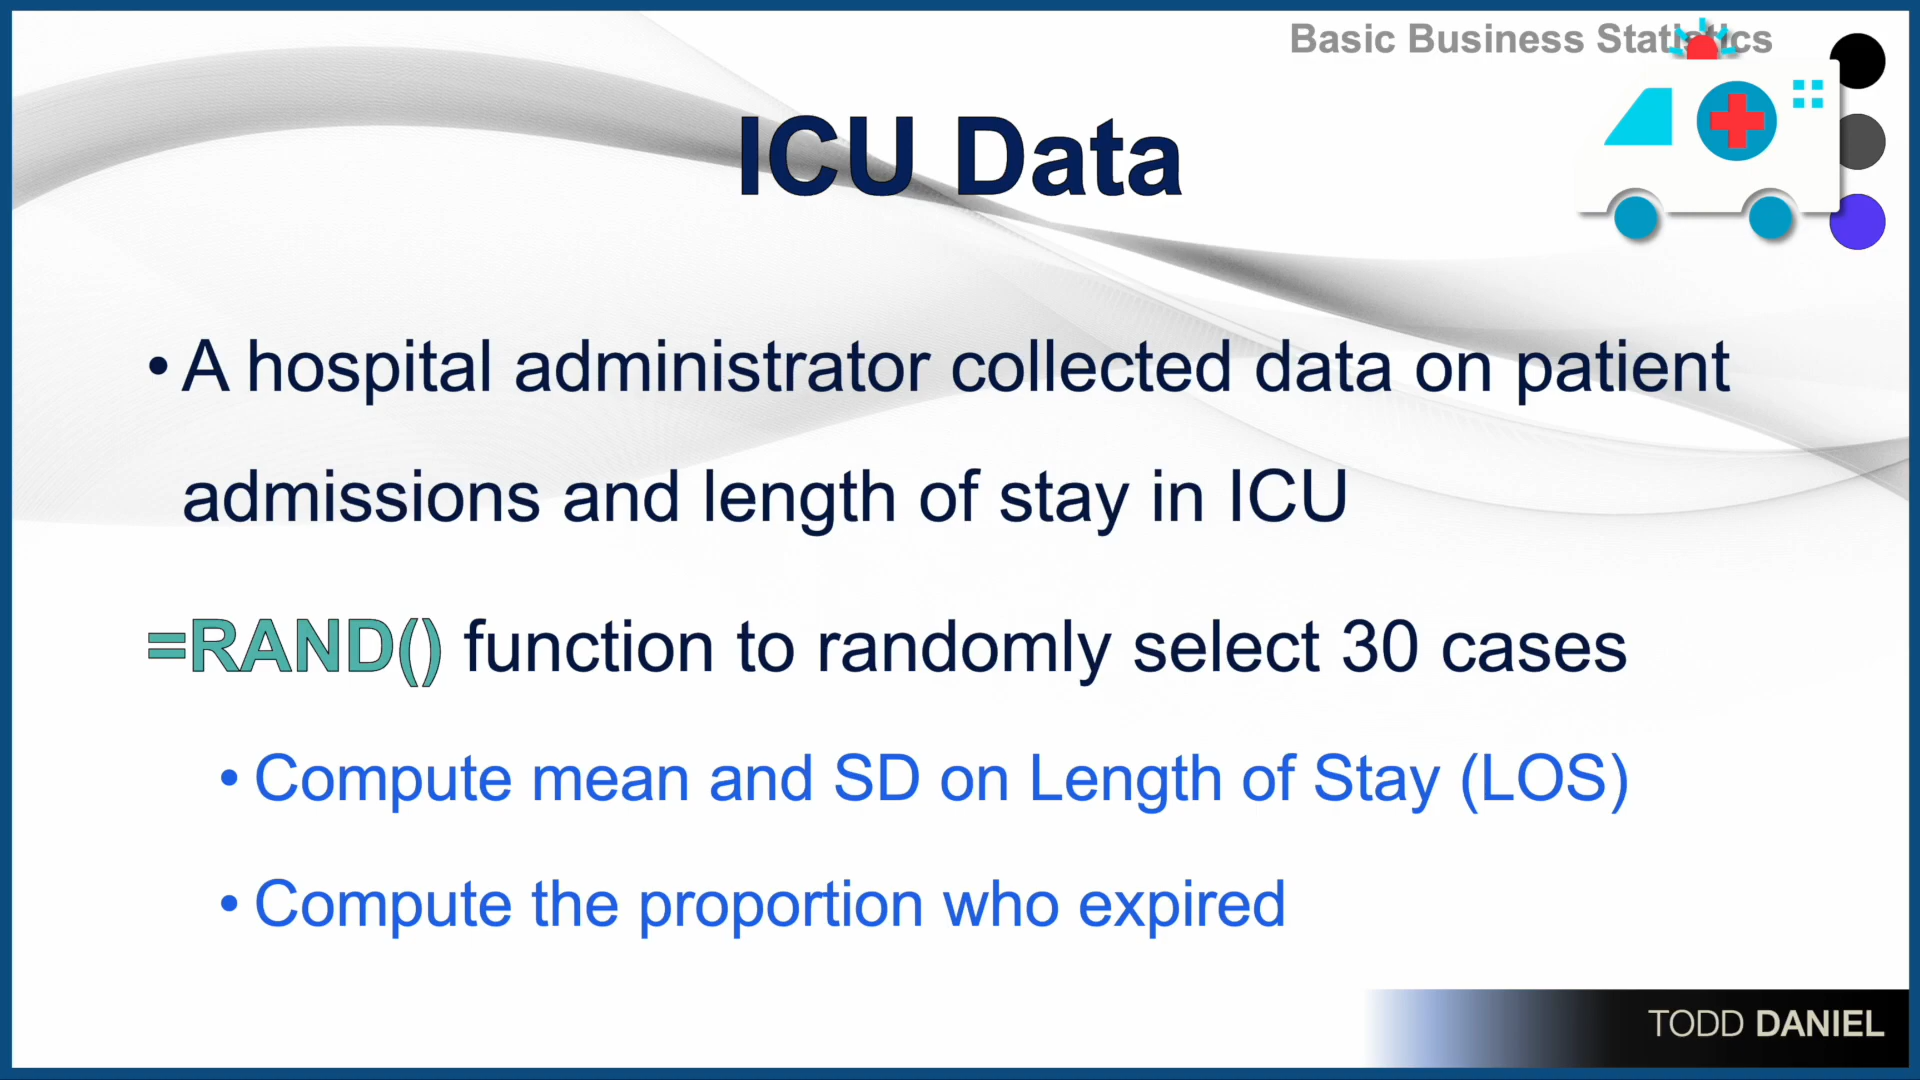 Basic Business Statistics
ICU Data
• A hospital administrator collected data on patient
admissions and length of stay in ICU
=RAND() function to randomly select 30 cases
• Compute mean and SD on Length of Stay (LOS)
• Compute the proportion who expired
TODD DANIEL